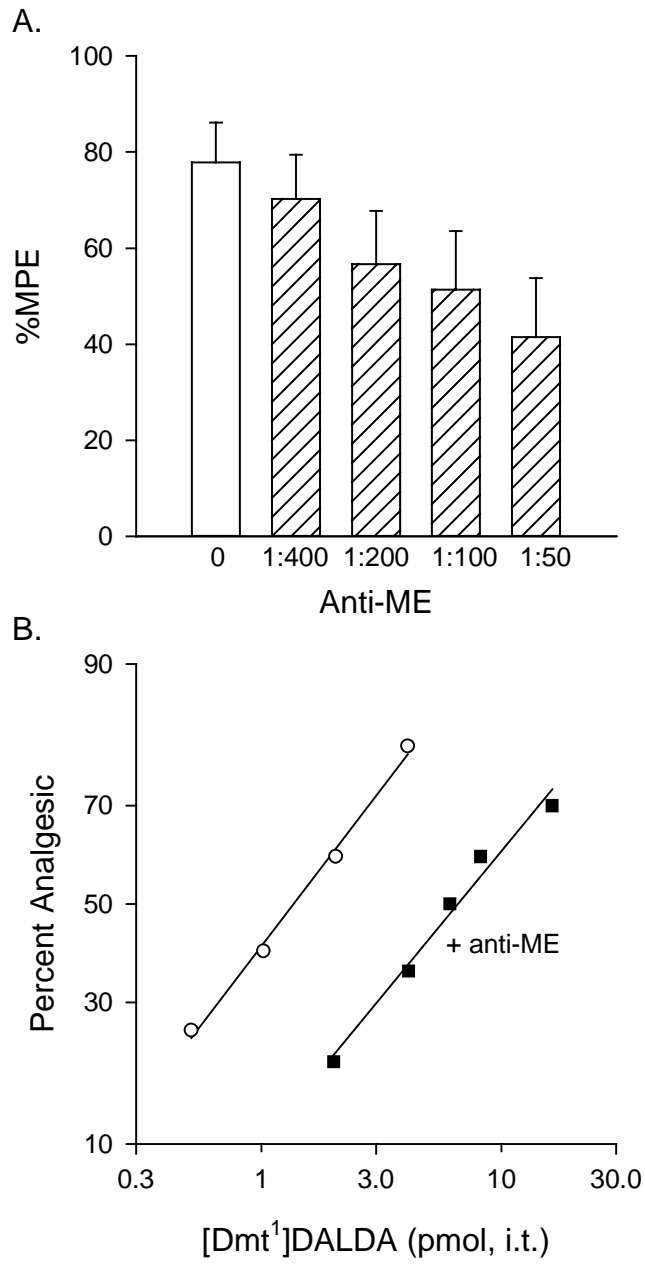 A.
100
80
60
40
20
0
%MPE
0 1:400 1:200 1:100 1:50
Anti-ME
B.
90
70
50
30
10
Percent Analgesic
+ anti-ME
0.3 1 3.0 10 30.0
[Dmt¹]DALDA (pmol, i.t.)